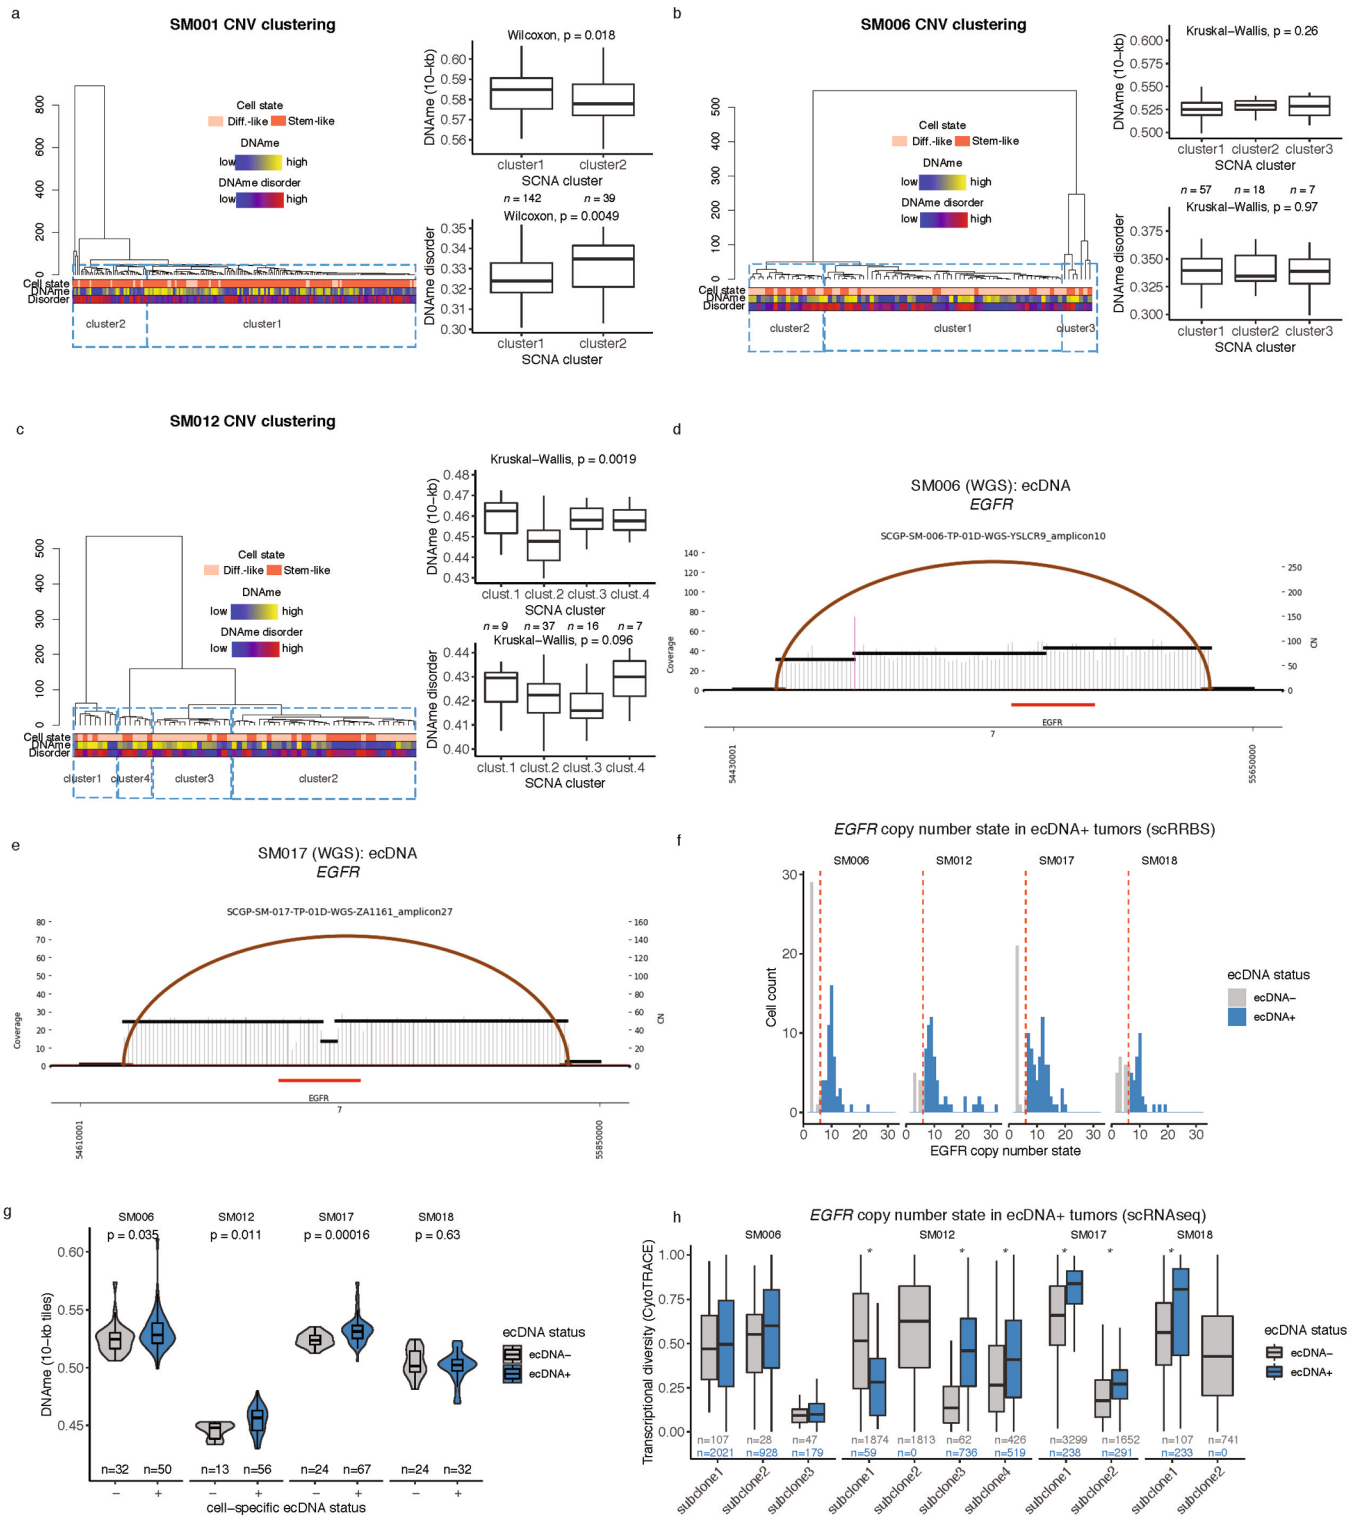 a
SM001 CNV clustering
800
600
400
200
0
Cell state
Diff.-like Stem-like
DNAme
low high
DNAme disorder
low high
Cell state
DNAme
Disorder
cluster2 cluster1
Wilcoxon, p = 0.018
DNAme (10-kb)
0.60
0.59
0.58
0.57
0.56
cluster1 cluster2
SCNA cluster
n = 142 n = 39
Wilcoxon, p = 0.0049
DNAme disorder
0.35
0.34
0.33
0.32
0.31
0.30
cluster1 cluster2
SCNA cluster
b
SM006 CNV clustering
500
400
300
200
100
0
Cell state
Diff.-like Stem-like
DNAme
low high
DNAme disorder
low high
Cell state
DNAme
Disorder
cluster2 cluster1 cluster3
Kruskal-Wallis, p = 0.26
DNAme (10-kb)
0.600
0.575
0.550
0.525
0.500
cluster1 cluster2 cluster3
SCNA cluster
n = 57 n = 18 n = 7
Kruskal-Wallis, p = 0.97
DNAme disorder
0.375
0.350
0.325
0.300
cluster1 cluster2 cluster3
SCNA cluster
c
SM012 CNV clustering
500
400
300
200
100
0
Cell state
Diff.-like Stem-like
DNAme
low high
DNAme disorder
low high
Cell state
DNAme
Disorder
cluster1 cluster4 cluster3 cluster2
Kruskal-Wallis, p = 0.0019
DNAme (10-kb)
0.48
0.47
0.46
0.45
0.44
0.43
clust.1 clust.2 clust.3 clust.4
SCNA cluster
n = 9 n = 37 n = 16 n = 7
Kruskal-Wallis, p = 0.096
DNAme disorder
0.44
0.43
0.42
0.41
0.40
clust.1 clust.2 clust.3 clust.4
SCNA cluster
d
SM006 (WGS): ecDNA
EGFR
SCGP-SM-006-TP-01D-WGS-YSLCR9_amplicon10
Coverage
140
120
100
80
60
40
20
0
250
200
150
100
50
0
CN
EGFR
7
54430001
55650000
e
SM017 (WGS): ecDNA
EGFR
SCGP-SM-017-TP-01D-WGS-ZA1161_amplicon27
Coverage
80
70
60
50
40
30
20
10
0
160
140
120
100
80
60
40
20
0
CN
EGFR
7
54610001
55850000
f
EGFR copy number state in ecDNA+ tumors (scRRBS)
SM006 SM012 SM017 SM018
Cell count
30
20
10
0
0 10 20 30 0 10 20 30 0 10 20 30 0 10 20 30
EGFR copy number state
ecDNA status
ecDNA-
ecDNA+
g
SM006 SM012 SM017 SM018
p = 0.035 p = 0.011 p = 0.00016 p = 0.63
DNAme (10-kb tiles)
0.60
0.55
0.50
0.45
n=32 n=50 n=13 n=56 n=24 n=67 n=24 n=32
- + - + - + - +
cell-specific ecDNA status
ecDNA status
ecDNA-
ecDNA+
h
EGFR copy number state in ecDNA+ tumors (scRNAseq)
SM006 SM012 SM017 SM018
* * * * * *
Transcriptional diversity (CytoTRACE)
1.00
0.75
0.50
0.25
0.00
n=107 n=28 n=47 n=1874 n=1813 n=62 n=426 n=3299 n=1652 n=107 n=741
n=2021 n=928 n=179 n=59 n=0 n=736 n=519 n=238 n=291 n=233 n=0
subclone1 subclone2 subclone3 subclone1 subclone2 subclone3 subclone4 subclone1 subclone2 subclone1 subclone2
ecDNA status
ecDNA-
ecDNA+